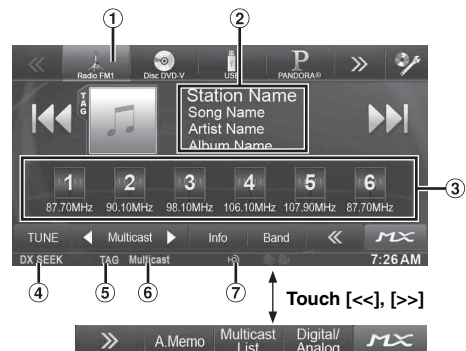 1 2
Radio FM1 Disc DVD-V USB PANDORA®
TAG
Station Name
Song Name
Artist Name
Album Name
1 2 3 4 5 6
3
87.70MHz 90.10MHz 98.10MHz 106.10MHz 107.90MHz 87.70MHz
TUNE Multicast Info Band MX
DX SEEK TAG Multicast HD 7:26 AM
4 5 6 7
Touch [<<], [>>]
A.Memo Multicast List Digital/ Analog MX